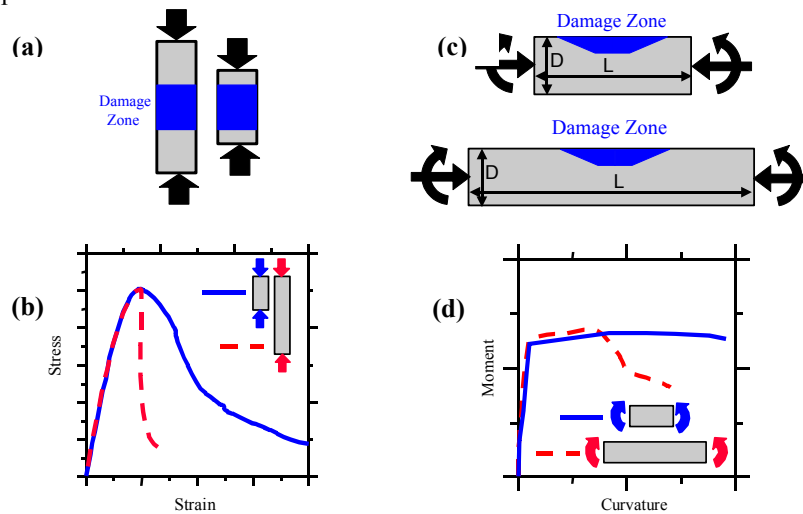 (a)
Damage
Zone
(c)
Damage Zone
D
L
Damage Zone
D
L
(b)
Stress
Strain
(d)
Moment
Curvature